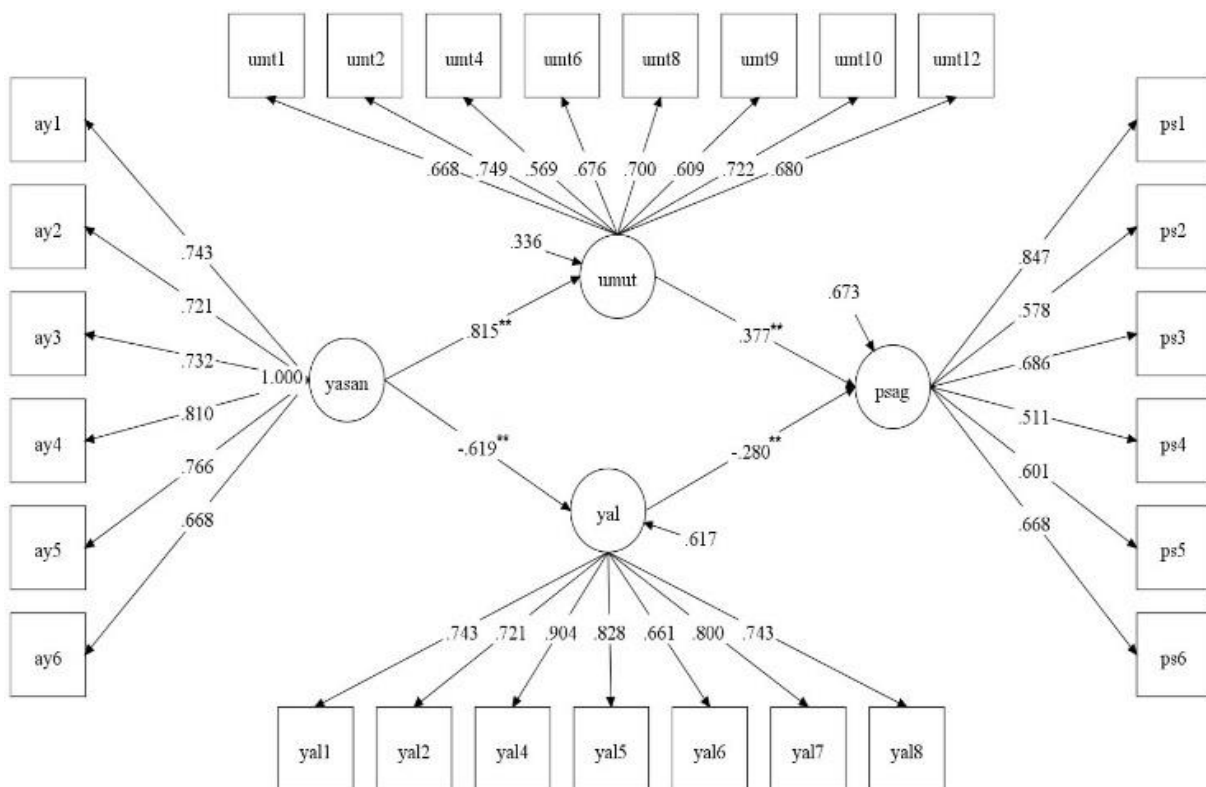 umt1 umt2 umt4 umt6 umt8 umt9 umt10 umt12
.668 .749 .569 .676 .700 .609 .722 .680
ay1
ay2
ay3
ay4
ay5
ay6
.743
.721
.732
.810
.766
.668
1.000
yasan
.815**
-.619**
.336
umut
.377**
.673
psag
-.280**
yal
.617
.847
.578
.686
.511
.601
.668
ps1
ps2
ps3
ps4
ps5
ps6
.743 .721 .904 .828 .661 .800 .743
yal1 yal2 yal4 yal5 yal6 yal7 yal8